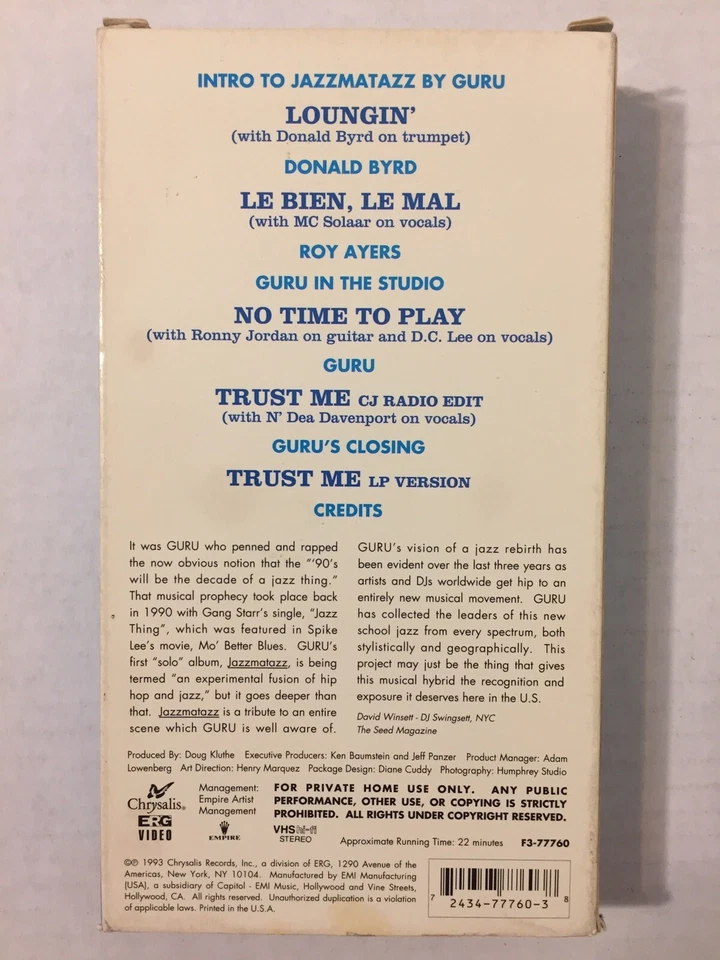 INTRO TO JAZZMATAZZ BY GURU
LOUNGIN'
(with Donald Byrd on trumpet)
DONALD BYRD
LE BIEN, LE MAL
(with MC Solaar on vocals)
ROY AYERS
GURU IN THE STUDIO
NO TIME TO PLAY
(with Ronny Jordan on guitar and D.C. Lee on vocals)
GURU
TRUST ME CJ RADIO EDIT
(with N' Dea Davenport on vocals)
GURU'S CLOSING
TRUST ME LP VERSION
CREDITS
It was GURU who penned and rapped
the now obvious notion that the "'90's
will be the decade of a jazz thing."
That musical prophecy took place back
in 1990 with Gang Starr's single, "Jazz
Thing", which was featured in Spike
Lee's movie, Mo' Better Blues. GURU's
first "solo" album, Jazzmatazz, is being
termed "an experimental fusion of hip
hop and jazz," but it goes deeper than
that. Jazzmatazz is a tribute to an entire
scene which GURU is well aware of.
GURU's vision of a jazz rebirth has
been evident over the last three years as
artists and DJs worldwide get hip to an
entirely new musical movement. GURU
has collected the leaders of this new
school jazz from every spectrum, both
stylistically and geographically. This
project may just be the thing that gives
this musical hybrid the recognition and
exposure it deserves here in the U.S.
David Winsett - DJ Swingsett, NYC
The Seed Magazine
Produced By: Doug Kluthe Executive Producers: Ken Baumstein and Jeff Panzer Product Manager: Adam
Lowenberg Art Direction: Henry Marquez Package Design: Diane Cuddy Photography: Humphrey Studio
Chrysalis®
ERG
VIDEO
Management:
Empire Artist
Management
EMPIRE
FOR PRIVATE HOME USE ONLY. ANY PUBLIC
PERFORMANCE, OTHER USE, OR COPYING IS STRICTLY
PROHIBITED. ALL RIGHTS UNDER COPYRIGHT RESERVED.
VHS hi-fi
STEREO
Approximate Running Time: 22 minutes F3-77760
©℗ 1993 Chrysalis Records, Inc., a division of ERG, 1290 Avenue of the
Americas, New York, NY 10104. Manufactured by EMI Manufacturing
(USA), a subsidiary of Capitol - EMI Music, Hollywood and Vine Streets,
Hollywood, CA. All rights reserved. Unauthorized duplication is a violation
of applicable laws. Printed in the U.S.A.
7 2434-77760-3 8